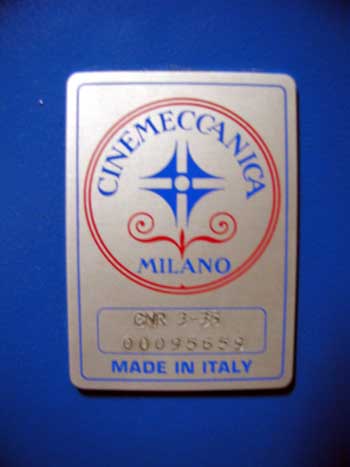 CINEMECCANICA
MILANO
CNR 3-35
00095659
MADE IN ITALY